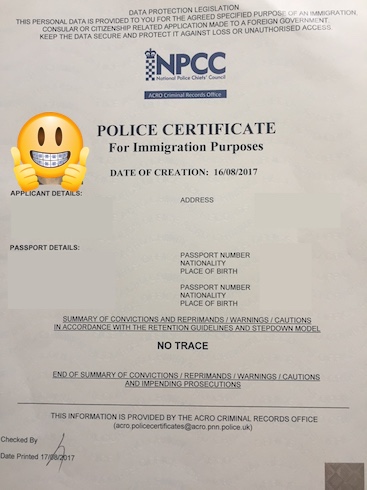 DATA PROTECTION LEGISLATION
THIS PERSONAL DATA IS PROVIDED TO YOU FOR THE AGREED SPECIFIED PURPOSE OF AN IMMIGRATION,
CONSULAR OR CITIZENSHIP RELATED APPLICATION MADE TO A FOREIGN GOVERNMENT.
KEEP THE DATA SECURE AND PROTECT IT AGAINST LOSS OR UNAUTHORISED ACCESS
NPCC
National Police Chiefs' Council
ACRO Criminal Records Office
POLICE CERTIFICATE
For Immigration Purposes
DATE OF CREATION: 16/08/2017
APPLICANT DETAILS:
ADDRESS
PASSPORT DETAILS:
PASSPORT NUMBER
NATIONALITY
PLACE OF BIRTH
PASSPORT NUMBER
NATIONALITY
PLACE OF BIRTH
SUMMARY OF CONVICTIONS AND REPRIMANDS / WARNINGS / CAUTIONS
IN ACCORDANCE WITH THE RETENTION GUIDELINES AND STEPDOWN MODEL
NO TRACE
END OF SUMMARY OF CONVICTIONS / REPRIMANDS / WARNINGS / CAUTIONS
AND IMPENDING PROSECUTIONS
THIS INFORMATION IS PROVIDED BY THE ACRO CRIMINAL RECORDS OFFICE
(acro.policecertificates@acro.pnn.police.uk)
Checked By
Date Printed 17/08/2017